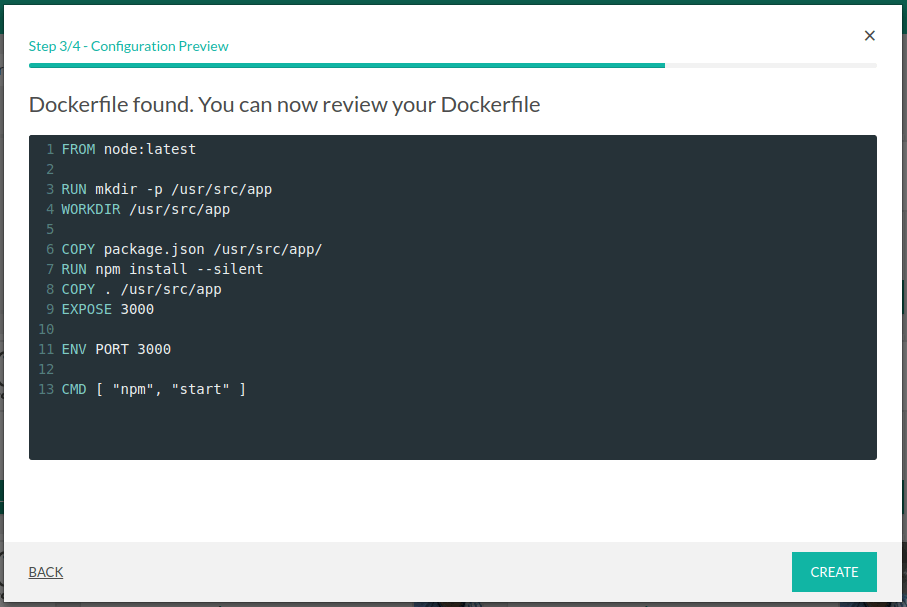 Step 3/4 - Configuration Preview
×
Dockerfile found. You can now review your Dockerfile
1 FROM node:latest
2
3 RUN mkdir -p /usr/src/app
4 WORKDIR /usr/src/app
5
6 COPY package.json /usr/src/app/
7 RUN npm install --silent
8 COPY . /usr/src/app
9 EXPOSE 3000
10
11 ENV PORT 3000
12
13 CMD [ "npm", "start" ]
BACK
CREATE